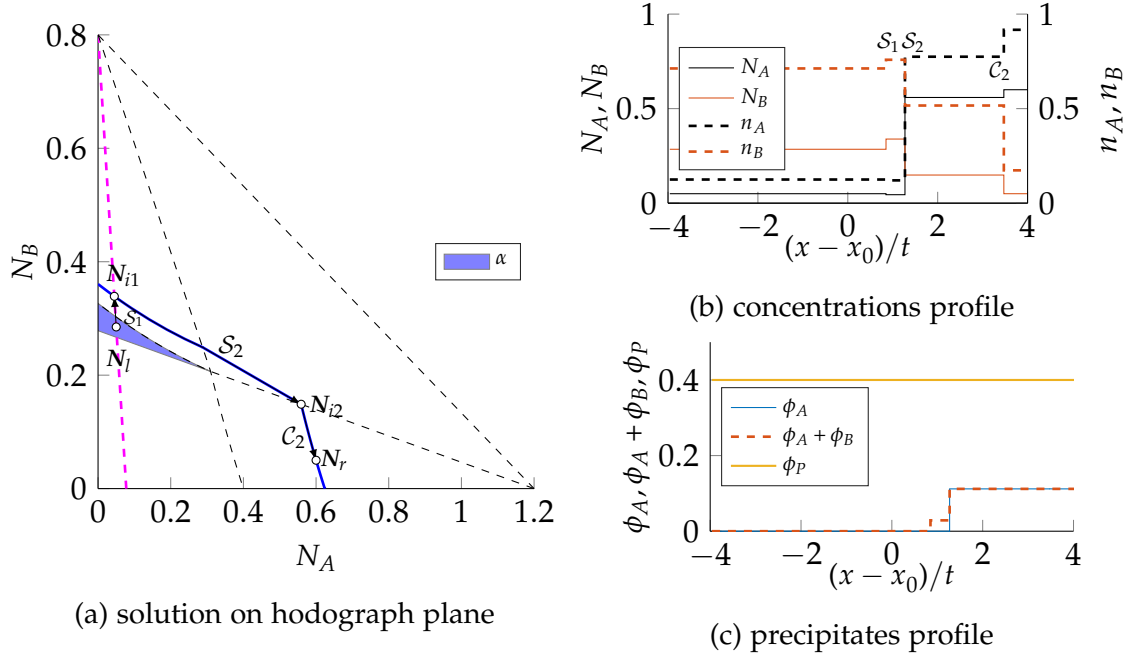 0.8
0.6
0.4
0.2
0
N_B
0
0.2
0.4
0.6
0.8
1
1.2
N_A
α
N_{i1}
S_1
N_l
S_2
N_{i2}
C_2
N_r
(a) solution on hodograph plane
1
0.5
0
N_A, N_B
1
0.5
0
n_A, n_B
S_1 S_2
C_2
N_A
N_B
n_A
n_B
−4
−2
0
2
4
(x − x_0)/t
(b) concentrations profile
0.4
0.2
0
ϕ_A, ϕ_A + ϕ_B, ϕ_P
ϕ_A
ϕ_A + ϕ_B
ϕ_P
−4
−2
0
2
4
(x − x_0)/t
(c) precipitates profile